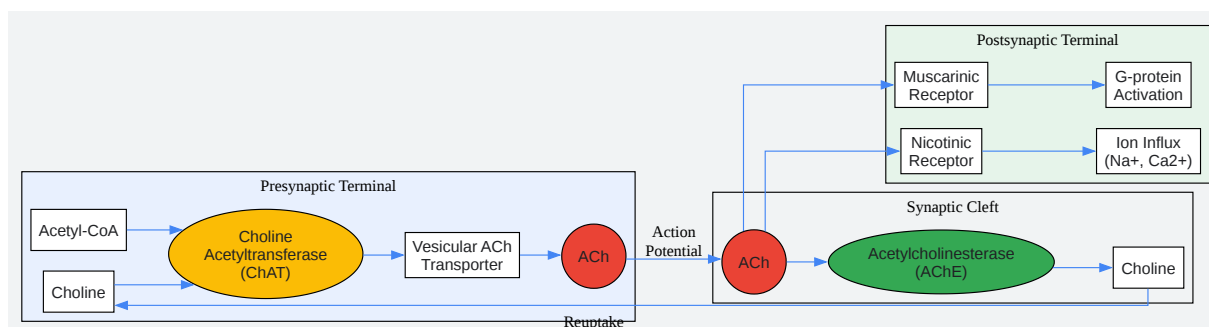 Postsynaptic Terminal
Muscarinic
Receptor
G-protein
Activation
Nicotinic
Receptor
Ion Influx
(Na+, Ca2+)
Presynaptic Terminal
Acetyl-CoA
Choline
Choline
Acetyltransferase
(ChAT)
Vesicular ACh
Transporter
ACh
Action
Potential
Synaptic Cleft
ACh
Acetylcholinesterase
(AChE)
Choline
Reuptake